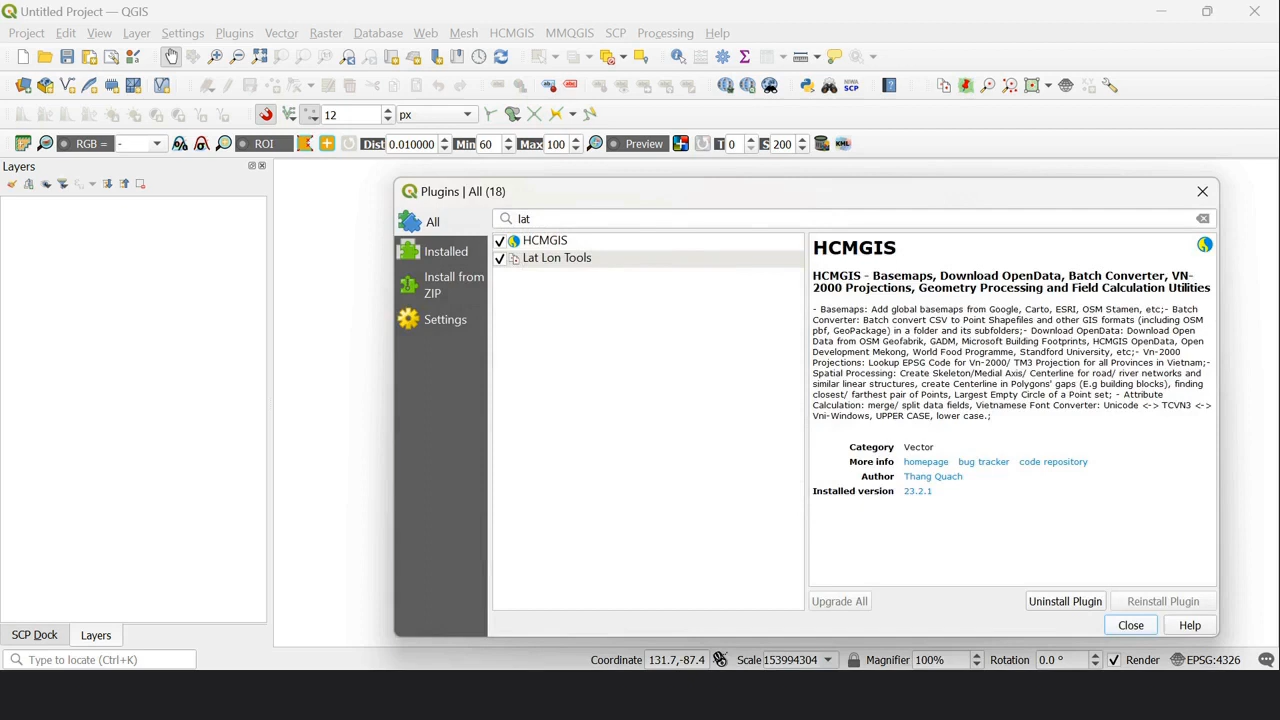 Untitled Project — QGIS
Project Edit View Layer Settings Plugins Vector Raster Database Web Mesh HCMGIS MMQGIS SCP Processing Help
12 px
RGB = - ROI Dist 0.010000 Min 60 Max 100 Preview T 0 S 200 KML
Layers
Plugins | All (18)
All
lat
Installed
Install from
ZIP
Settings
HCMGIS
Lat Lon Tools
HCMGIS
HCMGIS - Basemaps, Download OpenData, Batch Converter, VN-
2000 Projections, Geometry Processing and Field Calculation Utilities
- Basemaps: Add global basemaps from Google, Carto, ESRI, OSM Stamen, etc;- Batch
Converter: Batch convert CSV to Point Shapefiles and other GIS formats (including OSM
pbf, GeoPackage) in a folder and its subfolders;- Download OpenData: Download Open
Data from OSM Geofabrik, GADM, Microsoft Building Footprints, HCMGIS OpenData, Open
Development Mekong, World Food Programme, Standford University, etc;- Vn-2000
Projections: Lookup EPSG Code for Vn-2000/ TM3 Projection for all Provinces in Vietnam;-
Spatial Processing: Create Skeleton/Medial Axis/ Centerline for road/ river networks and
similar linear structures, create Centerline in Polygons' gaps (E.g building blocks), finding
closest/ farthest pair of Points, Largest Empty Circle of a Point set; - Attribute
Calculation: merge/ split data fields, Vietnamese Font Converter: Unicode <-> TCVN3 <->
Vni-Windows, UPPER CASE, lower case.;
Category Vector
More info homepage bug tracker code repository
Author Thang Quach
Installed version 23.2.1
Upgrade All Uninstall Plugin Reinstall Plugin
Close Help
SCP Dock Layers
Type to locate (Ctrl+K) Coordinate 131.7,-87.4 Scale 153994304 Magnifier 100% Rotation 0.0 ° Render EPSG:4326